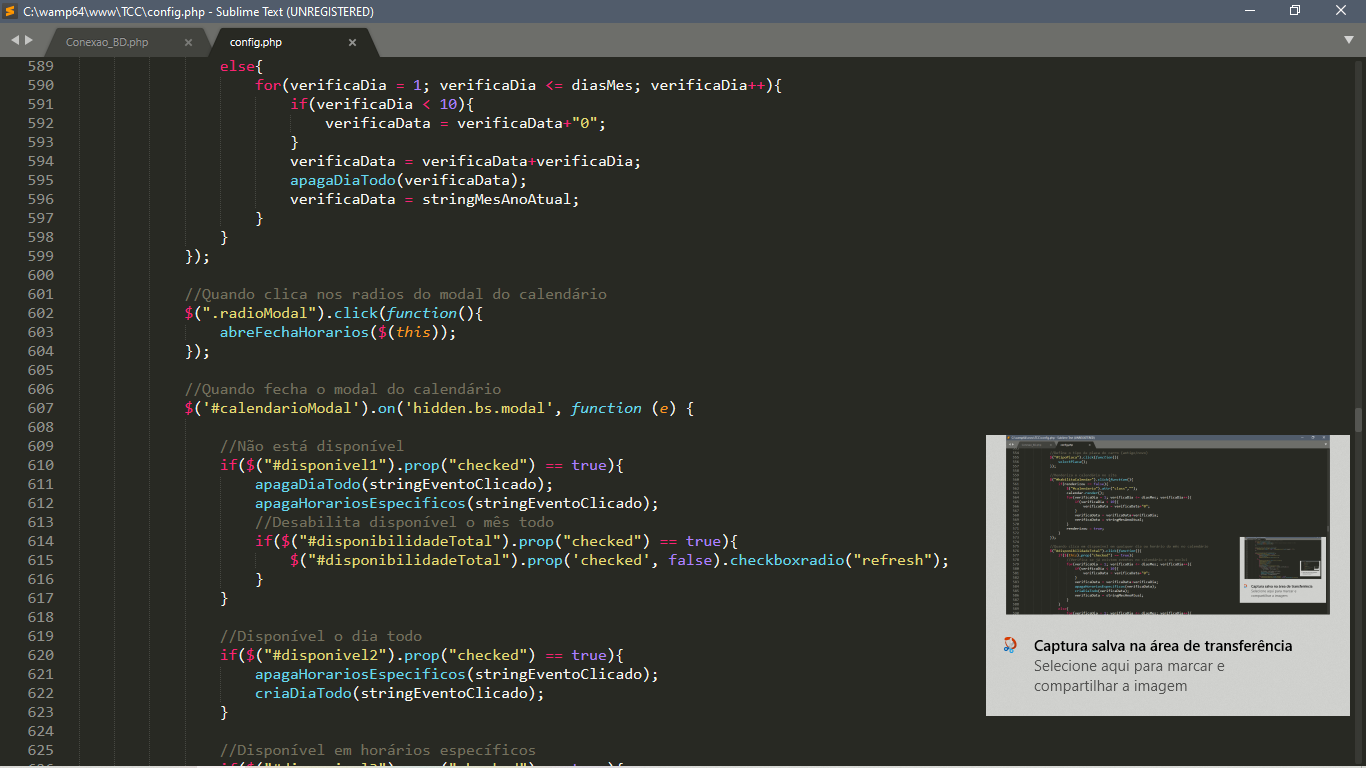 C:\wamp64\www\TCC\config.php - Sublime Text (UNREGISTERED)
Conexao_BD.php
config.php
589 else{
590 for(verificaDia = 1; verificaDia <= diasMes; verificaDia++){
591 if(verificaDia < 10){
592 verificaData = verificaData+"0";
593 }
594 verificaData = verificaData+verificaDia;
595 apagaDiaTodo(verificaData);
596 verificaData = stringMesAnoAtual;
597 }
598 }
599 });
600
601 //Quando clica nos radios do modal do calendário
602 $(".radioModal").click(function(){
603 abreFechaHorarios($(this));
604 });
605
606 //Quando fecha o modal do calendário
607 $('#calendarioModal').on('hidden.bs.modal', function (e) {
608
609 //Não está disponível
610 if($("#disponivel1").prop("checked") == true){
611 apagaDiaTodo(stringEventoClicado);
612 apagaHorariosEspecificos(stringEventoClicado);
613 //Desabilita disponível o mês todo
614 if($("#disponibilidadeTotal").prop("checked") == true){
615 $("#disponibilidadeTotal").prop('checked', false).checkboxradio("refresh");
616 }
617 }
618
619 //Disponível o dia todo
620 if($("#disponivel2").prop("checked") == true){
621 apagaHorariosEspecificos(stringEventoClicado);
622 criaDiaTodo(stringEventoClicado);
623 }
624
625 //Disponível em horários específicos
Captura salva na área de transferência
Selecione aqui para marcar e
compartilhar a imagem